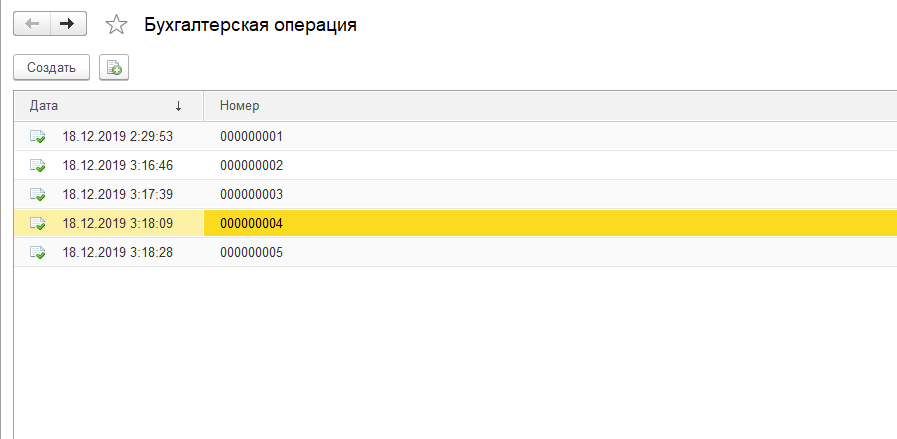 Бухгалтерская операция
Создать
Дата ↓ Номер
18.12.2019 2:29:53 000000001
18.12.2019 3:16:46 000000002
18.12.2019 3:17:39 000000003
18.12.2019 3:18:09 000000004
18.12.2019 3:18:28 000000005